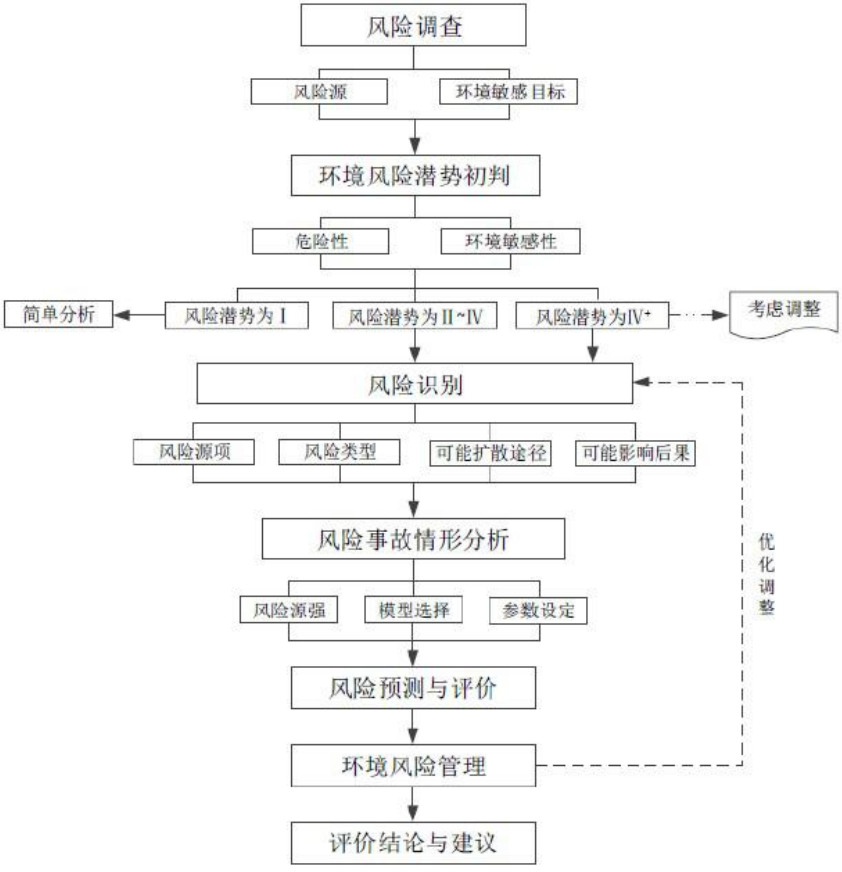 风险调查
风险源
环境敏感目标
环境风险潜势初判
危险性
环境敏感性
简单分析
风险潜势为Ⅰ
风险潜势为Ⅱ~Ⅳ
风险潜势为Ⅳ+
考虑调整
风险识别
风险源项
风险类型
可能扩散途径
可能影响后果
风险事故情形分析
优化调整
风险源强
模型选择
参数设定
风险预测与评价
环境风险管理
评价结论与建议